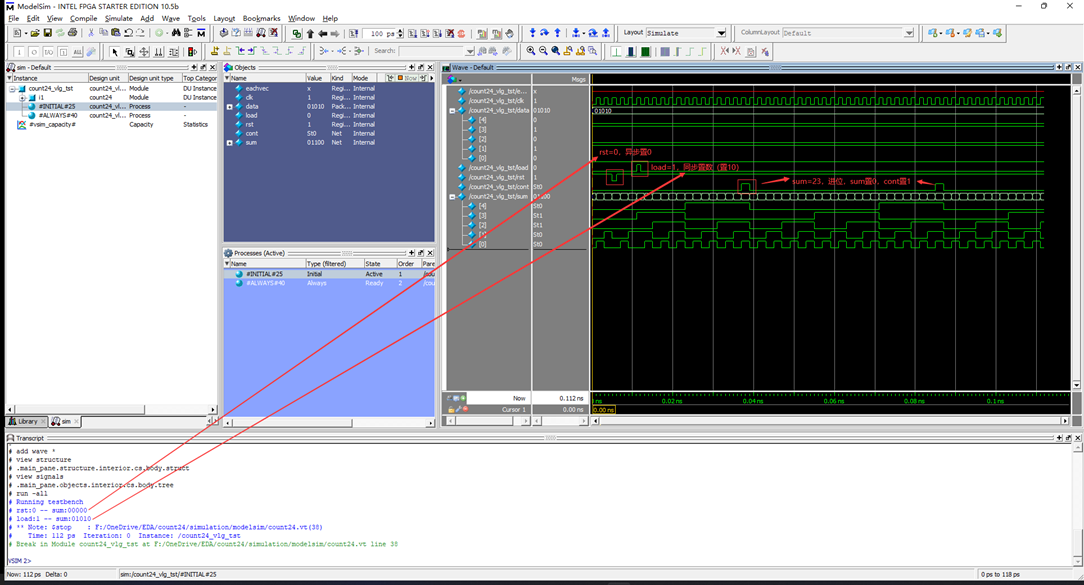 ModelSim - INTEL FPGA STARTER EDITION 10.5b
File Edit View Compile Simulate Add Wave Tools Layout Bookmarks Window Help
100 ps
Layout Simulate
ColumnLayout Default
Search:
sim - Default
Instance Design unit Design unit type Top Categor
count24_vlg_tst count24_vl... Module DU Instance
i1 count24 Module DU Instance
#INITIAL#25 count24_vl... Process -
#ALWAYS#40 count24_vl... Process -
#vsim_capacity# Capacity Statistics
Library sim
Objects
Name Value Kind Mode Now
eachvec x Regi... Internal
clk 1 Regi... Internal
data 01010 Pack... Internal
load 0 Regi... Internal
rst 1 Regi... Internal
cont St0 Net Internal
sum 01100 Net Internal
Processes (Active)
Name Type (filtered) State Order Pare
#INITIAL#25 Initial Active 1 /cou
#ALWAYS#40 Always Ready 2 /cou
Wave - Default
Msgs
/count24_vlg_tst/e... x
/count24_vlg_tst/clk 1
/count24_vlg_tst/data 01010 01010
[4] 0
[3] 1
[2] 0
[1] 1
[0] 0
/count24_vlg_tst/load 0
/count24_vlg_tst/rst 1
/count24_vlg_tst/cont St0
/count24_vlg_tst/sum 01100
[4] St0
[3] St1
[2] St1
[1] St0
[0] St0
rst=0，异步置0
load=1，同步置数（置10）
sum=23，进位，sum置0，cont置1
Now 0.112 ns
Cursor 1 0.00 ns
ns 0.02 ns 0.04 ns 0.06 ns 0.08 ns 0.1 ns
0.00 ns
Transcript
# add wave *
# view structure
# .main_pane.structure.interior.cs.body.struct
# view signals
# .main_pane.objects.interior.cs.body.tree
# run -all
# Running testbench
# rst:0 -- sum:00000
# load:1 -- sum:01010
# ** Note: $stop : F:/OneDrive/EDA/count24/simulation/modelsim/count24.vt(38)
# Time: 112 ps Iteration: 0 Instance: /count24_vlg_tst
# Break in Module count24_vlg_tst at F:/OneDrive/EDA/count24/simulation/modelsim/count24.vt line 38
VSIM 2>
Now: 112 ps Delta: 0
sim:/count24_vlg_tst/#INITIAL#25
0 ps to 118 ps